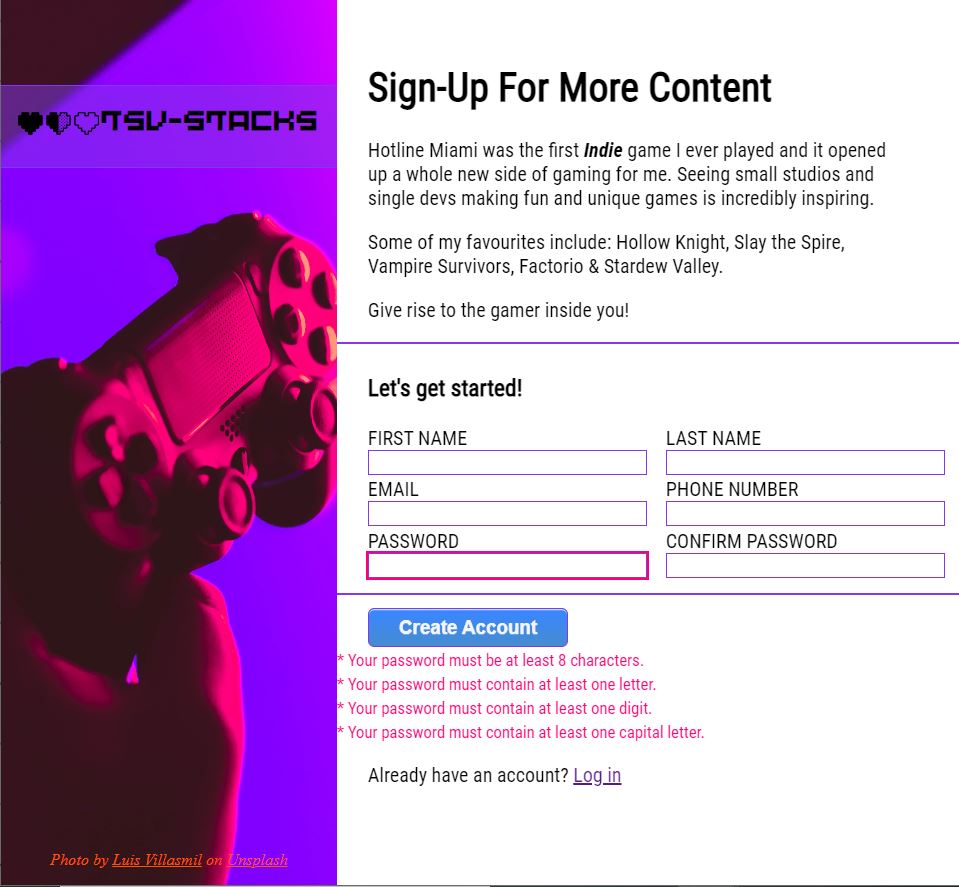 TSV-STACKS
Sign-Up For More Content
Hotline Miami was the first Indie game I ever played and it opened
up a whole new side of gaming for me. Seeing small studios and
single devs making fun and unique games is incredibly inspiring.
Some of my favourites include: Hollow Knight, Slay the Spire,
Vampire Survivors, Factorio & Stardew Valley.
Give rise to the gamer inside you!
Let's get started!
FIRST NAME
LAST NAME
EMAIL
PHONE NUMBER
PASSWORD
CONFIRM PASSWORD
Create Account
* Your password must be at least 8 characters.
* Your password must contain at least one letter.
* Your password must contain at least one digit.
* Your password must contain at least one capital letter.
Already have an account? Log in
Photo by Luis Villasmil on Unsplash